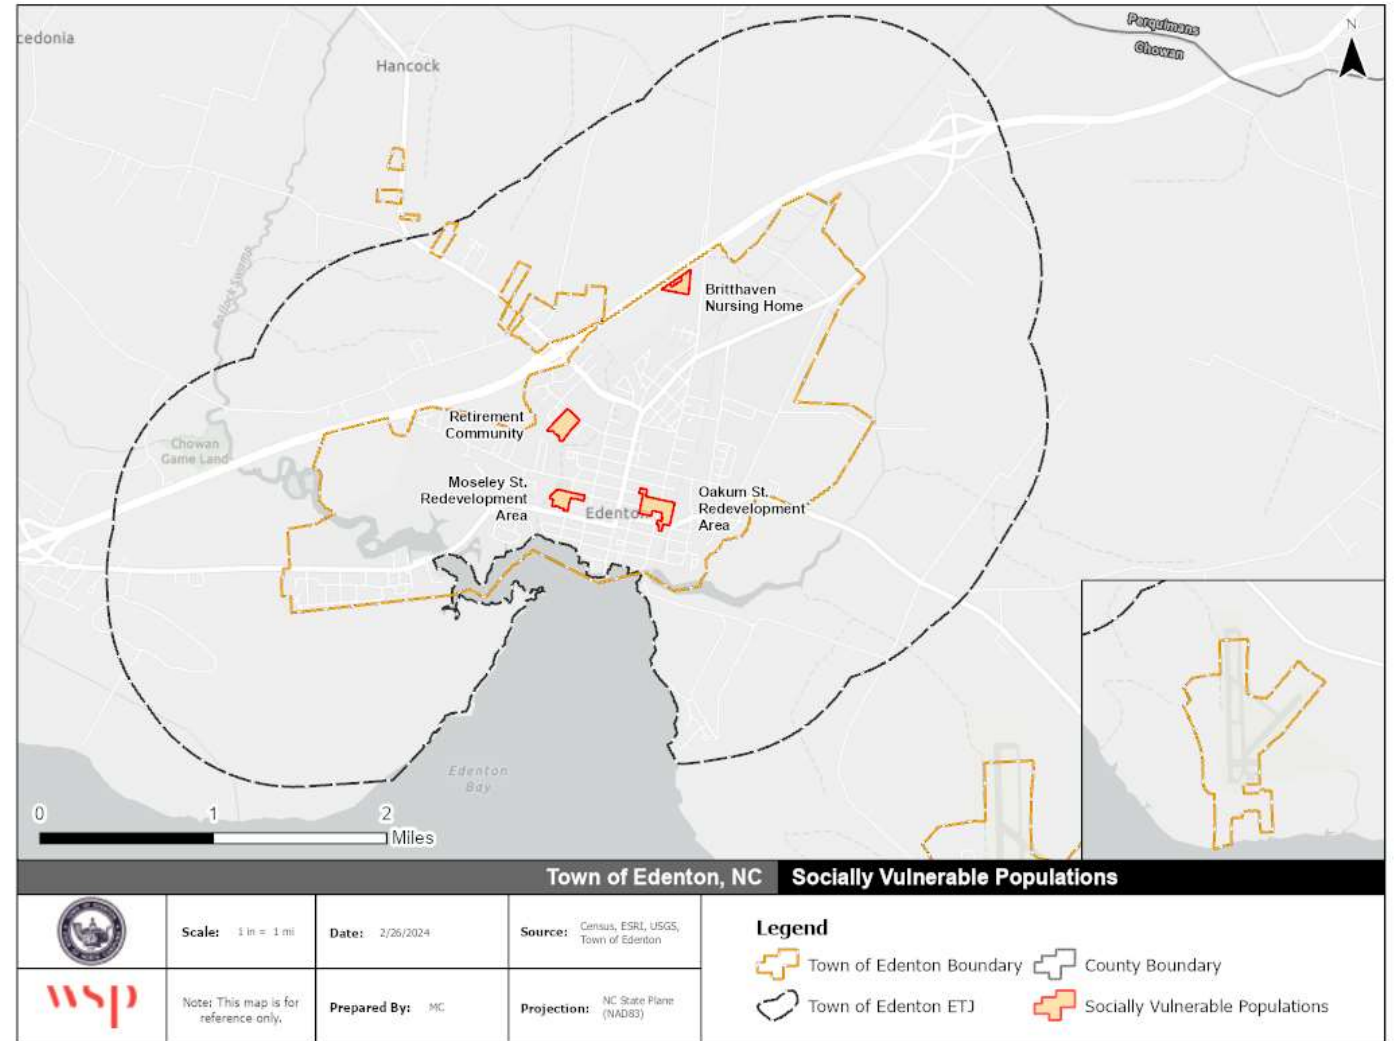 cedonia
Hancock
Perquimans
Chowan
N
Pollock Swamp
Britthaven
Nursing Home
Retirement
Community
Chowan
Game Land
Moseley St.
Redevelopment
Area
Edenton
Oakum St.
Redevelopment
Area
Edenton
Bay
0 1 2
Miles
Town of Edenton, NC Socially Vulnerable Populations
Scale: 1 in = 1 mi
Date: 2/26/2024
Source: Census, ESRI, USGS,
Town of Edenton
wsp
Note: This map is for
reference only.
Prepared By: MC
Projection: NC State Plane
(NAD83)
Legend
Town of Edenton Boundary
County Boundary
Town of Edenton ETJ
Socially Vulnerable Populations